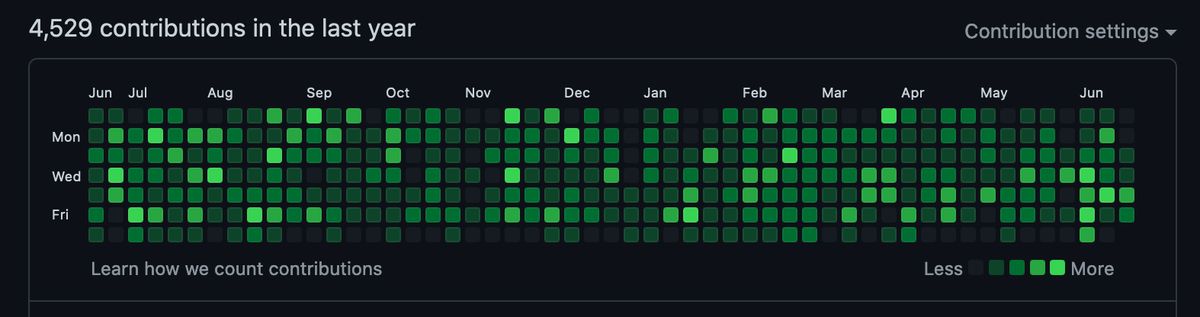 4,529 contributions in the last year
Contribution settings
Jun Jul Aug Sep Oct Nov Dec Jan Feb Mar Apr May Jun
Mon
Wed
Fri
Learn how we count contributions
Less More